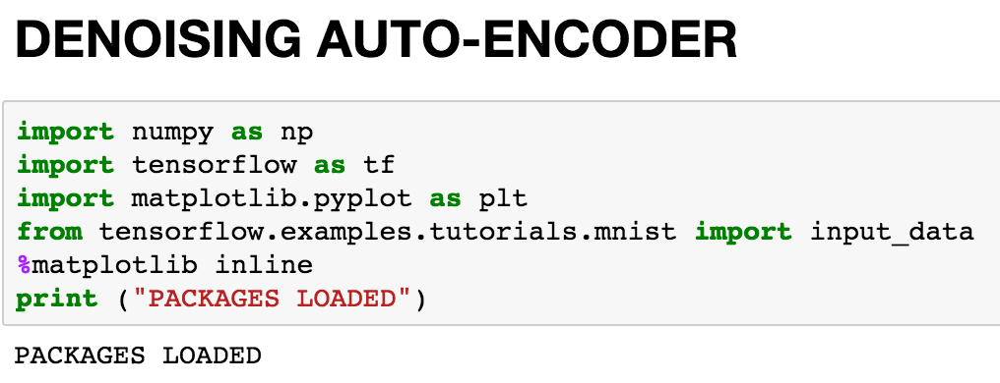 DENOISING AUTO-ENCODER
import numpy as np
import tensorflow as tf
import matplotlib.pyplot as plt
from tensorflow.examples.tutorials.mnist import input_data
%matplotlib inline
print ("PACKAGES LOADED")
PACKAGES LOADED